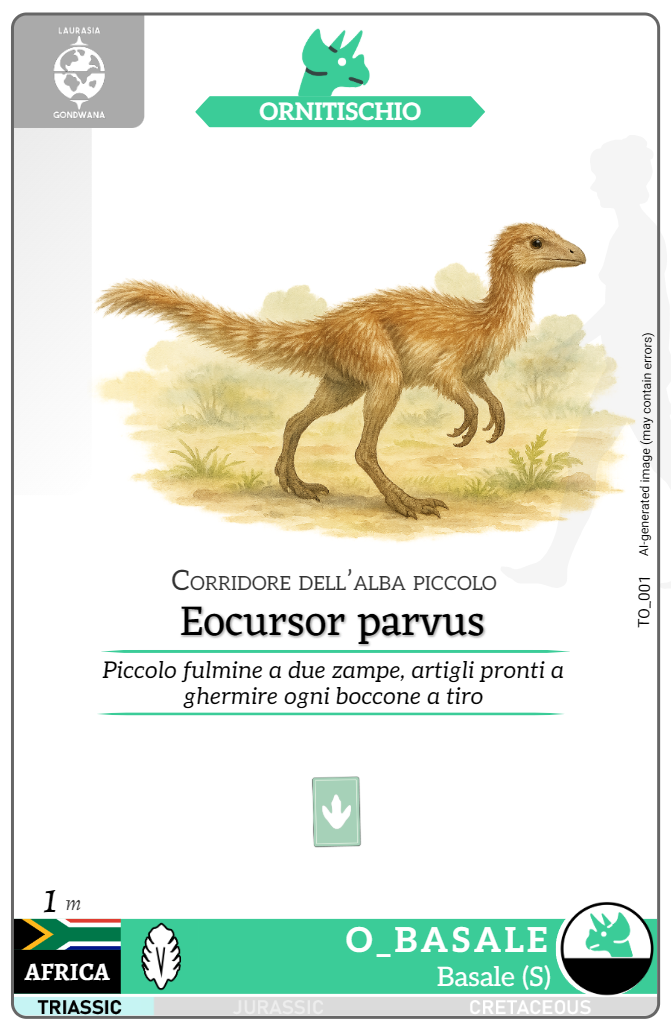 LAURASIA
GONDWANA
ORNITISCHIO
AI-generated image (may contain errors)
TO_001
Corridore dell'alba piccolo
Eocursor parvus
Piccolo fulmine a due zampe, artigli pronti a
ghermire ogni boccone a tiro
1 m
AFRICA
O_BASALE
Basale (S)
TRIASSIC
JURASSIC
CRETACEOUS